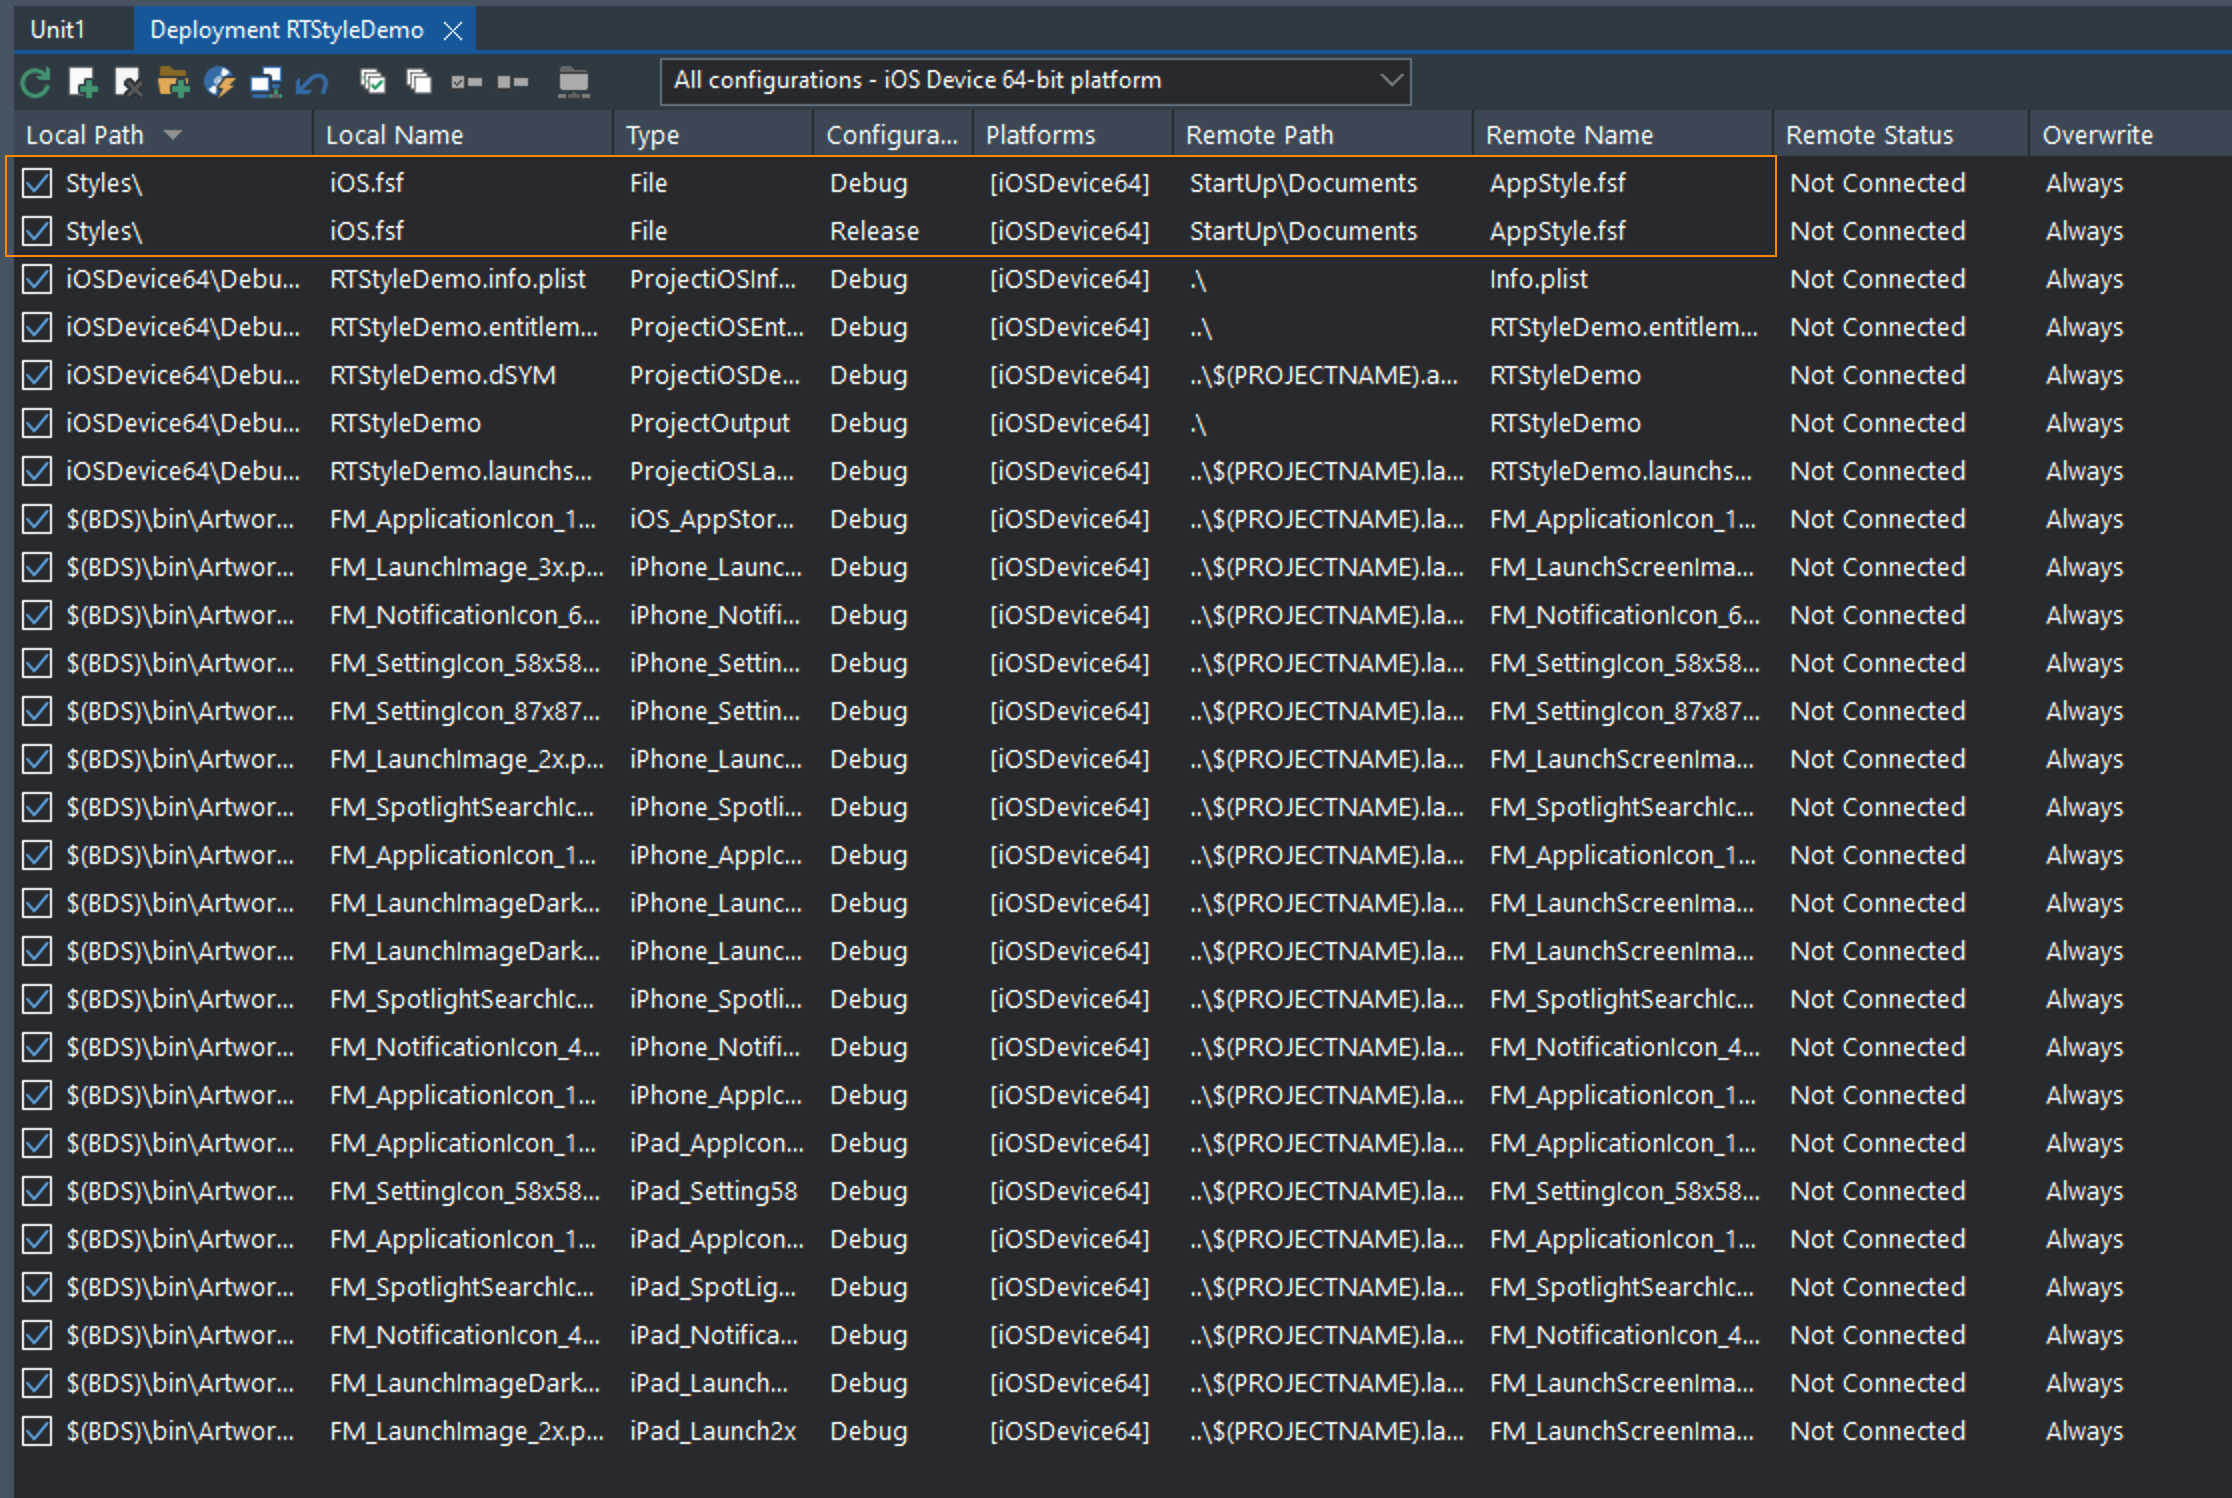 Unit1 Deployment RTStyleDemo
All configurations - iOS Device 64-bit platform
Local Path Local Name Type Configura... Platforms Remote Path Remote Name Remote Status Overwrite
Styles\ iOS.fsf File Debug [iOSDevice64] StartUp\Documents AppStyle.fsf Not Connected Always
Styles\ iOS.fsf File Release [iOSDevice64] StartUp\Documents AppStyle.fsf Not Connected Always
iOSDevice64\Debu... RTStyleDemo.info.plist ProjectiOSInf... Debug [iOSDevice64] .\ Info.plist Not Connected Always
iOSDevice64\Debu... RTStyleDemo.entitlem... ProjectiOSEnt... Debug [iOSDevice64] ..\ RTStyleDemo.entitlem... Not Connected Always
iOSDevice64\Debu... RTStyleDemo.dSYM ProjectiOSDe... Debug [iOSDevice64] ..\$(PROJECTNAME).a... RTStyleDemo Not Connected Always
iOSDevice64\Debu... RTStyleDemo ProjectOutput Debug [iOSDevice64] .\ RTStyleDemo Not Connected Always
iOSDevice64\Debu... RTStyleDemo.launchs... ProjectiOSLa... Debug [iOSDevice64] ..\$(PROJECTNAME).la... RTStyleDemo.launchs... Not Connected Always
$(BDS)\bin\Artwor... FM_ApplicationIcon_1... iOS_AppStor... Debug [iOSDevice64] ..\$(PROJECTNAME).la... FM_ApplicationIcon_1... Not Connected Always
$(BDS)\bin\Artwor... FM_LaunchImage_3x.p... iPhone_Launc... Debug [iOSDevice64] ..\$(PROJECTNAME).la... FM_LaunchScreenIma... Not Connected Always
$(BDS)\bin\Artwor... FM_NotificationIcon_6... iPhone_Notifi... Debug [iOSDevice64] ..\$(PROJECTNAME).la... FM_NotificationIcon_6... Not Connected Always
$(BDS)\bin\Artwor... FM_SettingIcon_58x58... iPhone_Settin... Debug [iOSDevice64] ..\$(PROJECTNAME).la... FM_SettingIcon_58x58... Not Connected Always
$(BDS)\bin\Artwor... FM_SettingIcon_87x87... iPhone_Settin... Debug [iOSDevice64] ..\$(PROJECTNAME).la... FM_SettingIcon_87x87... Not Connected Always
$(BDS)\bin\Artwor... FM_LaunchImage_2x.p... iPhone_Launc... Debug [iOSDevice64] ..\$(PROJECTNAME).la... FM_LaunchScreenIma... Not Connected Always
$(BDS)\bin\Artwor... FM_SpotlightSearchIc... iPhone_Spotli... Debug [iOSDevice64] ..\$(PROJECTNAME).la... FM_SpotlightSearchIc... Not Connected Always
$(BDS)\bin\Artwor... FM_ApplicationIcon_1... iPhone_AppIc... Debug [iOSDevice64] ..\$(PROJECTNAME).la... FM_ApplicationIcon_1... Not Connected Always
$(BDS)\bin\Artwor... FM_LaunchImageDark... iPhone_Launc... Debug [iOSDevice64] ..\$(PROJECTNAME).la... FM_LaunchScreenIma... Not Connected Always
$(BDS)\bin\Artwor... FM_LaunchImageDark... iPhone_Launc... Debug [iOSDevice64] ..\$(PROJECTNAME).la... FM_LaunchScreenIma... Not Connected Always
$(BDS)\bin\Artwor... FM_SpotlightSearchIc... iPhone_Spotli... Debug [iOSDevice64] ..\$(PROJECTNAME).la... FM_SpotlightSearchIc... Not Connected Always
$(BDS)\bin\Artwor... FM_NotificationIcon_4... iPhone_Notifi... Debug [iOSDevice64] ..\$(PROJECTNAME).la... FM_NotificationIcon_4... Not Connected Always
$(BDS)\bin\Artwor... FM_ApplicationIcon_1... iPhone_AppIc... Debug [iOSDevice64] ..\$(PROJECTNAME).la... FM_ApplicationIcon_1... Not Connected Always
$(BDS)\bin\Artwor... FM_ApplicationIcon_1... iPad_AppIcon... Debug [iOSDevice64] ..\$(PROJECTNAME).la... FM_ApplicationIcon_1... Not Connected Always
$(BDS)\bin\Artwor... FM_SettingIcon_58x58... iPad_Setting58 Debug [iOSDevice64] ..\$(PROJECTNAME).la... FM_SettingIcon_58x58... Not Connected Always
$(BDS)\bin\Artwor... FM_ApplicationIcon_1... iPad_AppIcon... Debug [iOSDevice64] ..\$(PROJECTNAME).la... FM_ApplicationIcon_1... Not Connected Always
$(BDS)\bin\Artwor... FM_SpotlightSearchIc... iPad_SpotLig... Debug [iOSDevice64] ..\$(PROJECTNAME).la... FM_SpotlightSearchIc... Not Connected Always
$(BDS)\bin\Artwor... FM_NotificationIcon_4... iPad_Notifica... Debug [iOSDevice64] ..\$(PROJECTNAME).la... FM_NotificationIcon_4... Not Connected Always
$(BDS)\bin\Artwor... FM_LaunchImageDark... iPad_Launch... Debug [iOSDevice64] ..\$(PROJECTNAME).la... FM_LaunchScreenIma... Not Connected Always
$(BDS)\bin\Artwor... FM_LaunchImage_2x.p... iPad_Launch2x Debug [iOSDevice64] ..\$(PROJECTNAME).la... FM_LaunchScreenIma... Not Connected Always